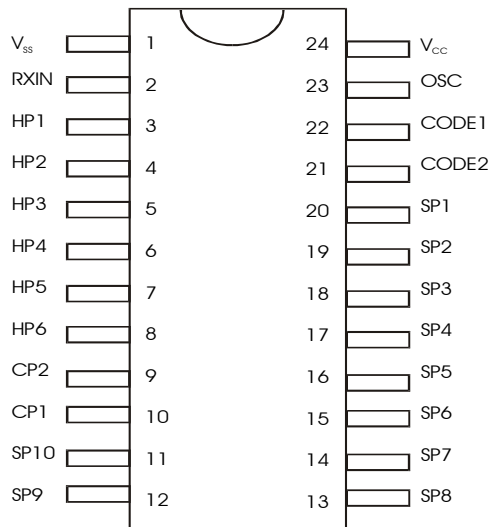 Vss 1 24 Vcc
RXIN 2 23 OSC
HP1 3 22 CODE1
HP2 4 21 CODE2
HP3 5 20 SP1
HP4 6 19 SP2
HP5 7 18 SP3
HP6 8 17 SP4
CP2 9 16 SP5
CP1 10 15 SP6
SP10 11 14 SP7
SP9 12 13 SP8